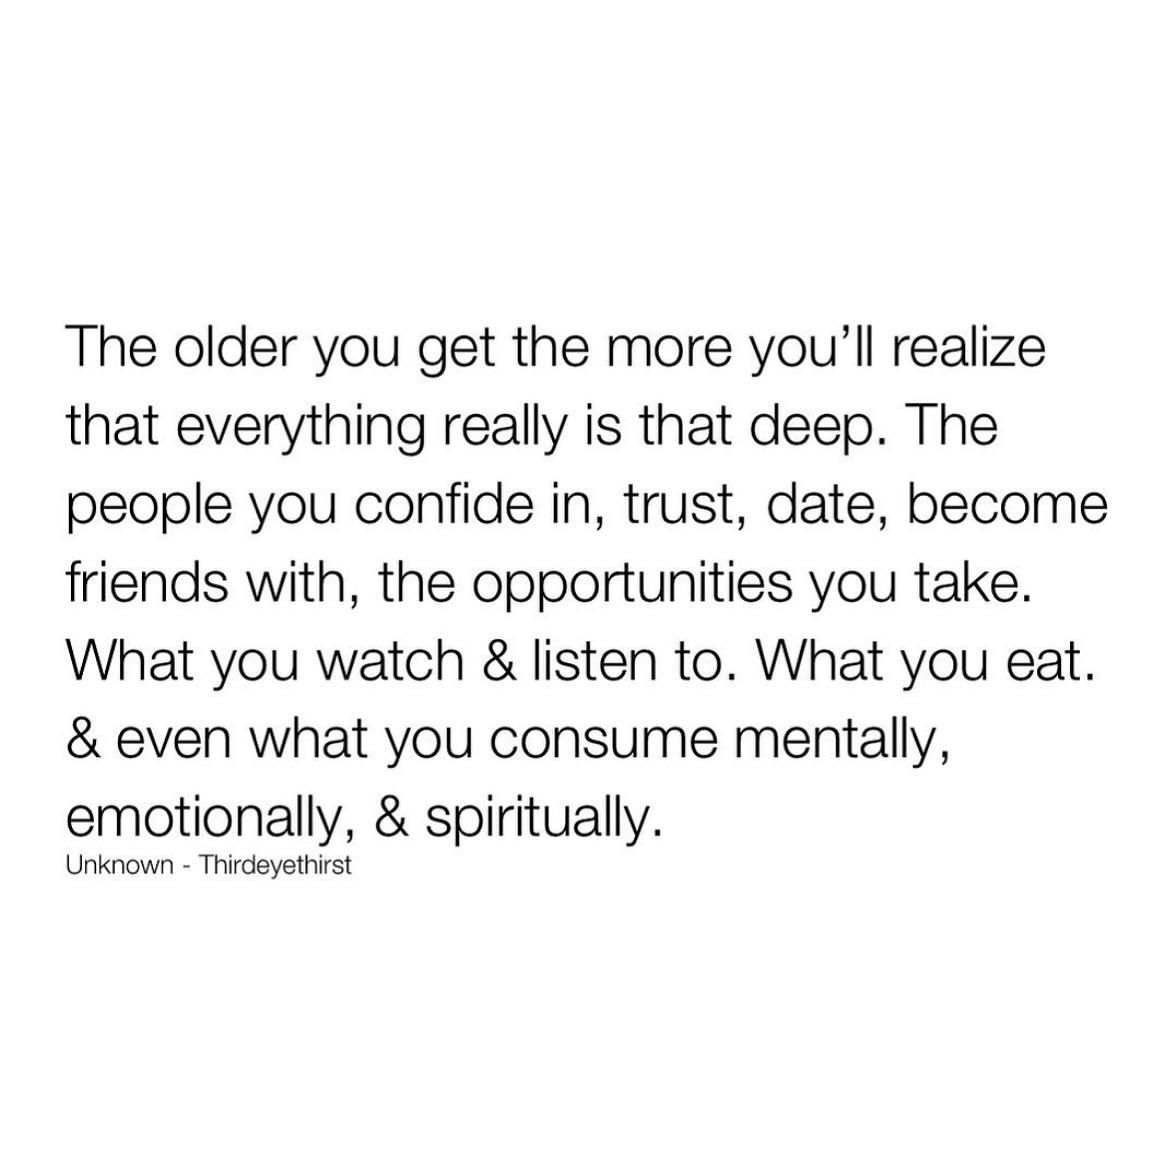 The older you get the more you’ll realize
that everything really is that deep. The
people you confide in, trust, date, become
friends with, the opportunities you take.
What you watch & listen to. What you eat.
& even what you consume mentally,
emotionally, & spiritually.
Unknown - Thirdeyethirst